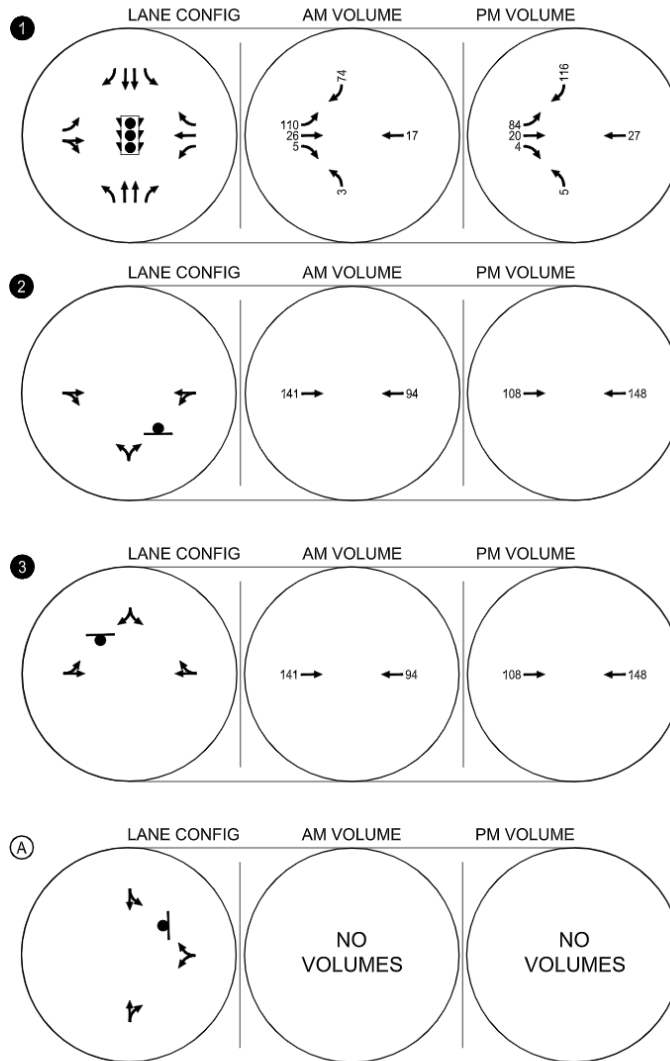 LANE CONFIG AM VOLUME PM VOLUME
1
74
110
26
5
17
3
116
84
20
4
27
5
LANE CONFIG AM VOLUME PM VOLUME
2
141 94 108 148
LANE CONFIG AM VOLUME PM VOLUME
3
141 94 108 148
LANE CONFIG AM VOLUME PM VOLUME
A
NO
VOLUMES
NO
VOLUMES